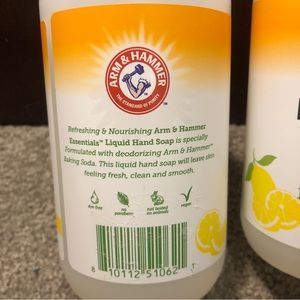 ARM & HAMMER
THE STANDARD OF PURITY
Refreshing & Nourishing Arm & Hammer
Essentials™ Liquid Hand Soap is specially
Formulated with deodorizing Arm & Hammer™
Baking Soda. This liquid hand soap will leave skin
feeling fresh, clean and smooth.
dye-free
no parabens
not tested on animals
vegan
8 10112 51062 1